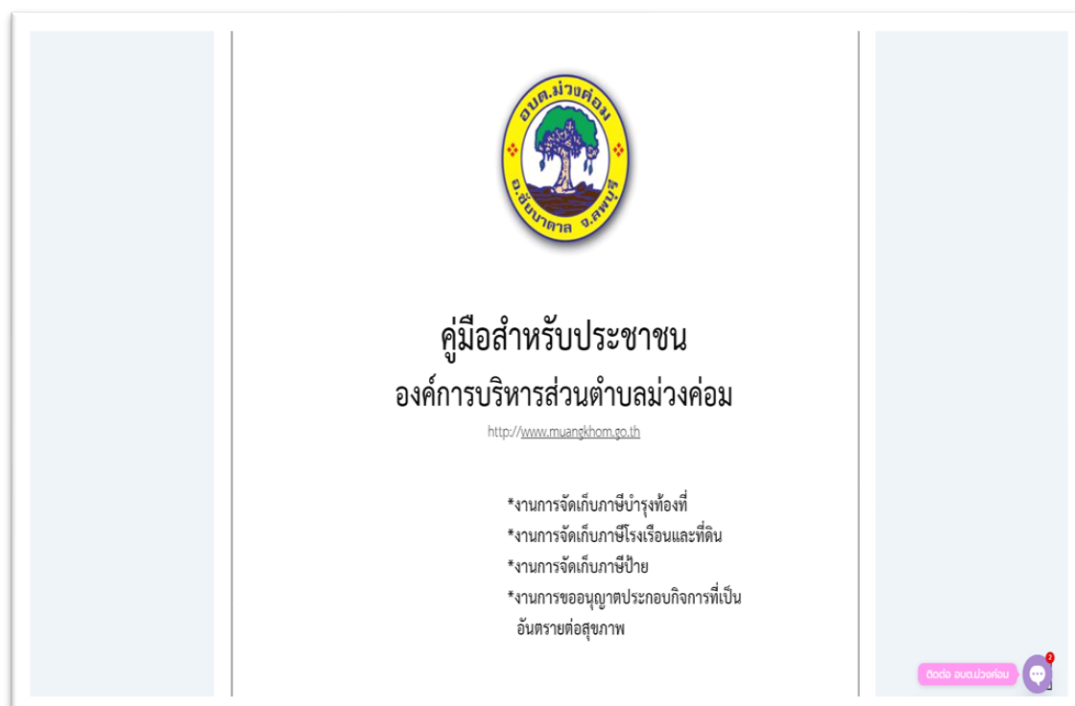 อบต.ม่วงค่อม
อ.ชัยบาดาล จ.ลพบุรี
คู่มือสำหรับประชาชน
องค์การบริหารส่วนตำบลม่วงค่อม
http://www.muangkhom.go.th
*งานการจัดเก็บภาษีบำรุงท้องที่
*งานการจัดเก็บภาษีโรงเรือนและที่ดิน
*งานการจัดเก็บภาษีป้าย
*งานการขออนุญาตประกอบกิจการที่เป็น
อันตรายต่อสุขภาพ
ติดต่อ อบต.ม่วงค่อม
2